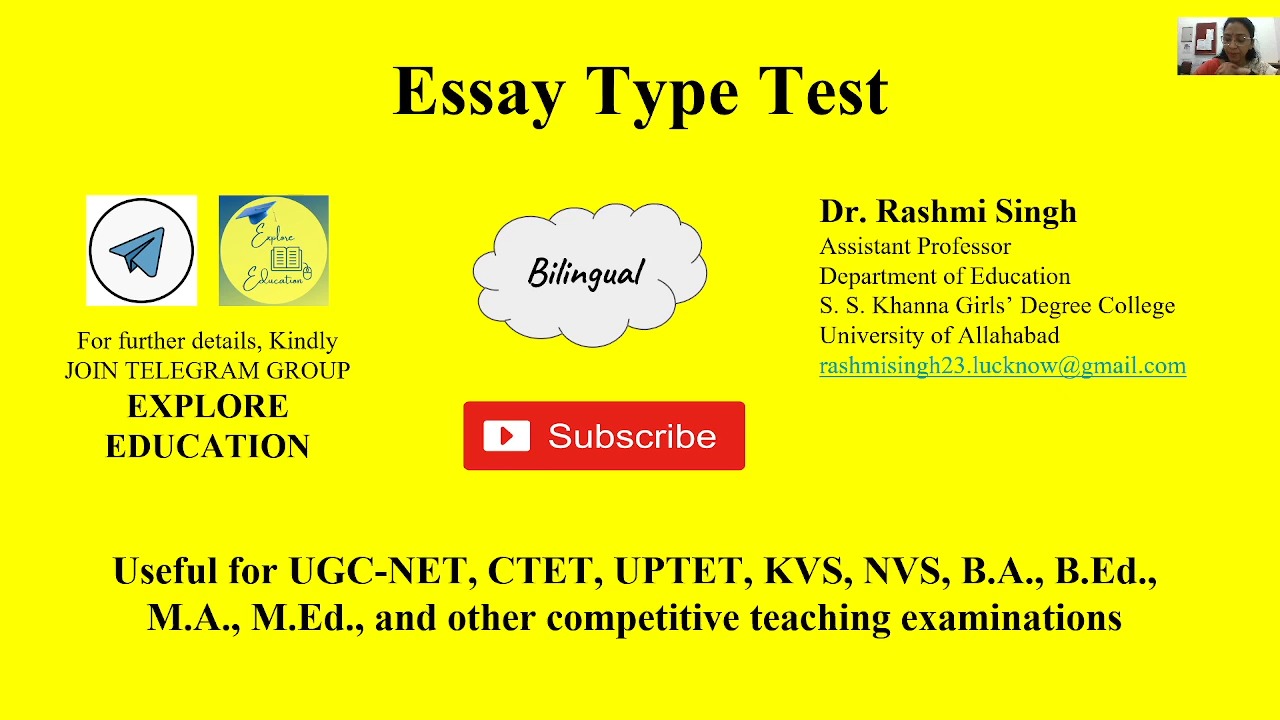 Essay Type Test
Explore
Education
For further details, Kindly
JOIN TELEGRAM GROUP
EXPLORE
EDUCATION
Bilingual
Subscribe
Dr. Rashmi Singh
Assistant Professor
Department of Education
S. S. Khanna Girls’ Degree College
University of Allahabad
rashmisingh23.lucknow@gmail.com
Useful for UGC-NET, CTET, UPTET, KVS, NVS, B.A., B.Ed.,
M.A., M.Ed., and other competitive teaching examinations